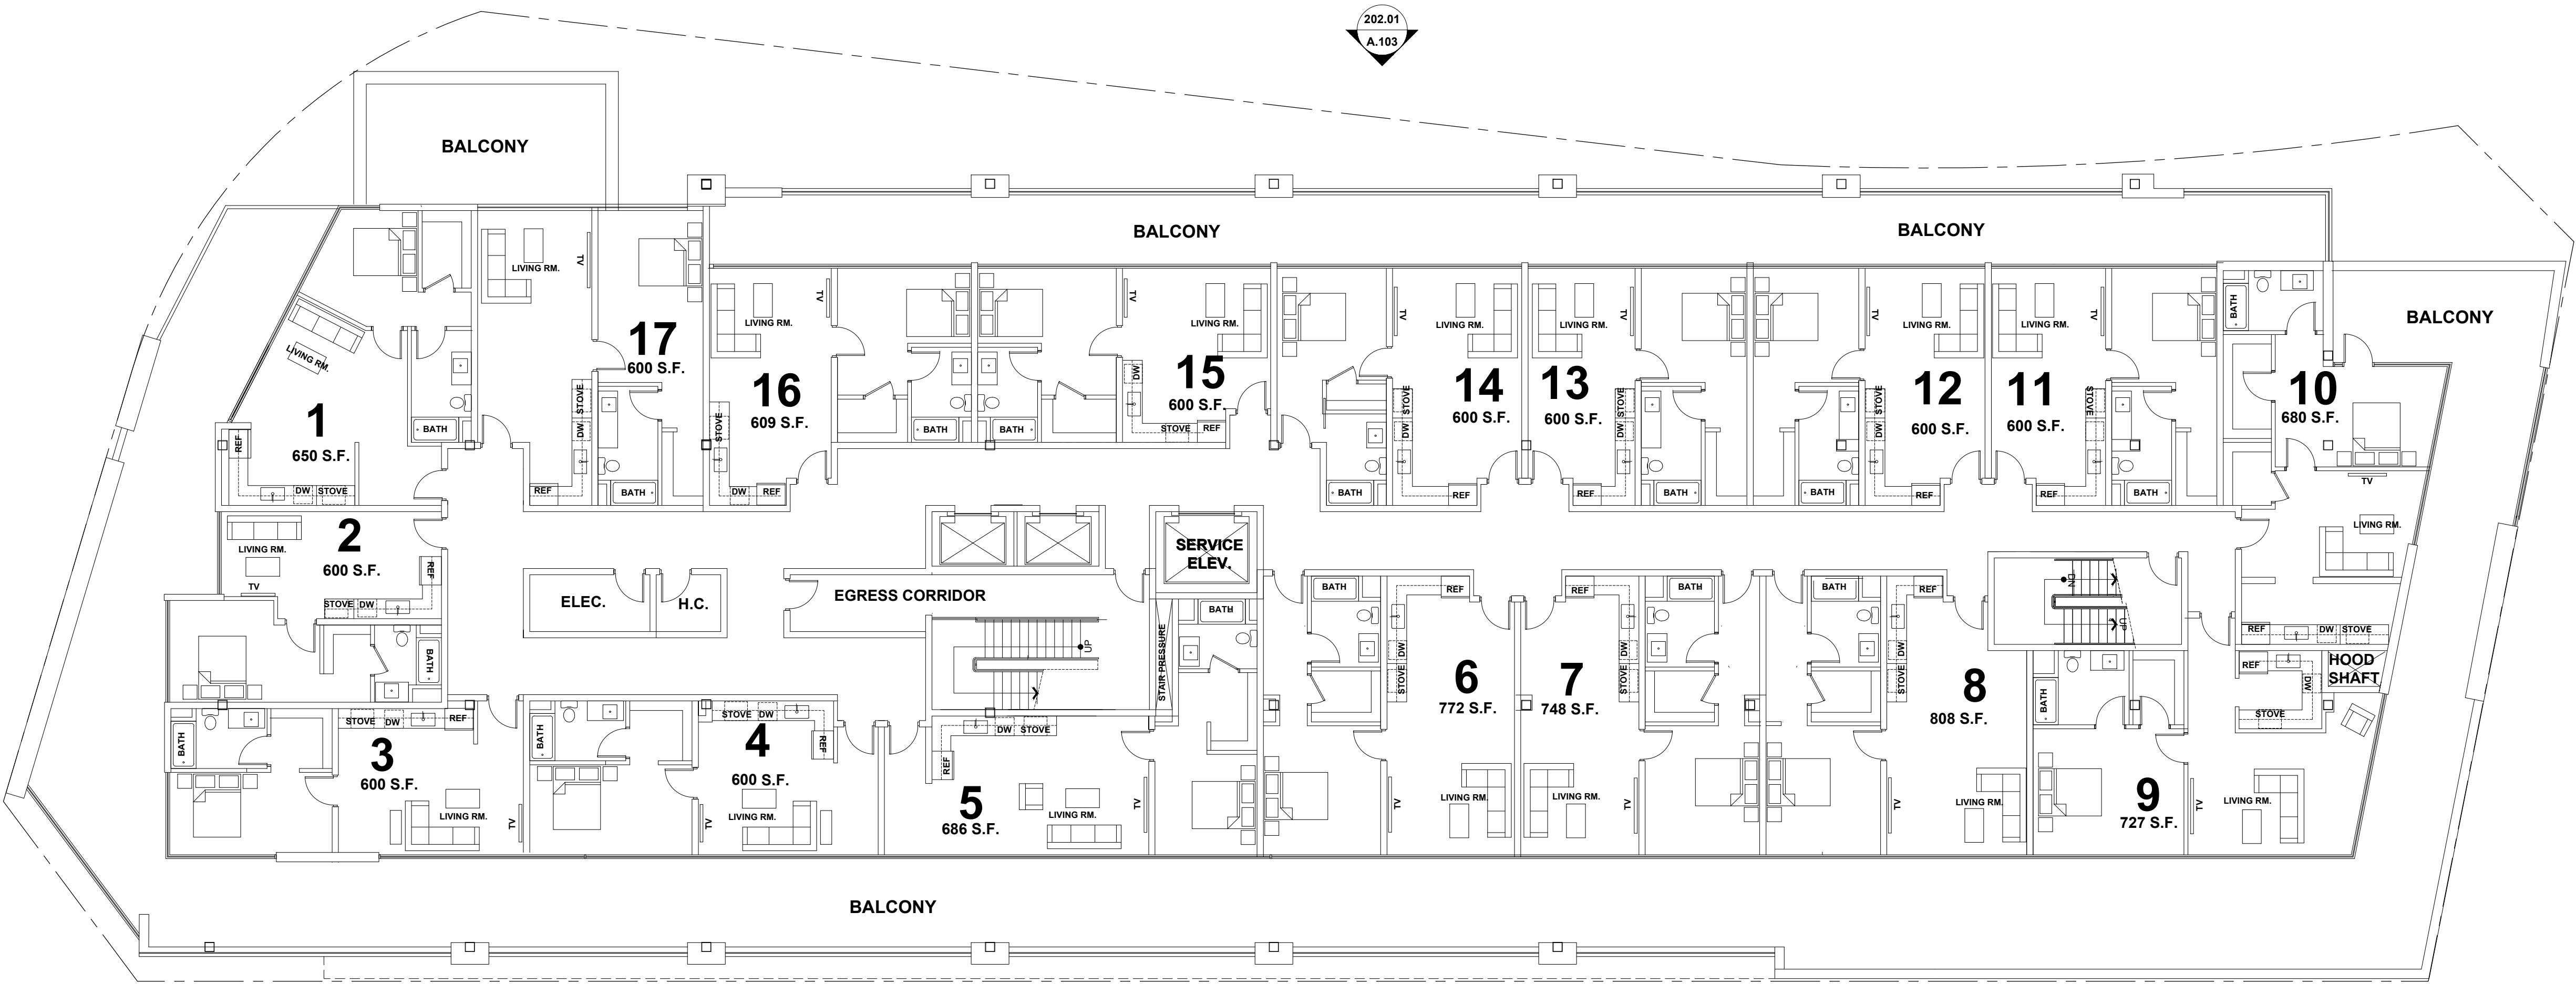 202.01
A.103
BALCONY
BALCONY
BALCONY
BALCONY
LIVING RM.
TV
17
600 S.F.
STOVE
DW
REF
BATH
LIVING RM.
1
650 S.F.
REF
DW
STOVE
BATH
LIVING RM.
TV
16
609 S.F.
STOVE
DW
REF
BATH
BATH
TV
LIVING RM.
15
600 S.F.
DW
STOVE
REF
TV
LIVING RM.
14
600 S.F.
STOVE
DW
REF
BATH
LIVING RM.
TV
13
600 S.F.
STOVE
DW
REF
BATH
TV
LIVING RM.
12
600 S.F.
STOVE
DW
REF
BATH
LIVING RM.
TV
11
600 S.F.
STOVE
REF
BATH
BATH
10
680 S.F.
TV
LIVING RM.
REF
DW
STOVE
2
600 S.F.
LIVING RM.
TV
REF
STOVE
DW
BATH
ELEC.
H.C.
EGRESS CORRIDOR
SERVICE
ELEV.
UP
STAIR PRESSURE
BATH
DN
UP
HOOD
SHAFT
BATH
STOVE
DW
REF
3
600 S.F.
LIVING RM.
TV
BATH
STOVE
DW
REF
4
600 S.F.
TV
LIVING RM.
DW
STOVE
REF
5
686 S.F.
LIVING RM.
TV
BATH
REF
DW
STOVE
6
772 S.F.
TV
LIVING RM.
REF
BATH
DW
STOVE
7
748 S.F.
LIVING RM.
TV
BATH
REF
DW
STOVE
8
808 S.F.
TV
LIVING RM.
BATH
REF
DW
STOVE
9
727 S.F.
TV
LIVING RM.
BALCONY